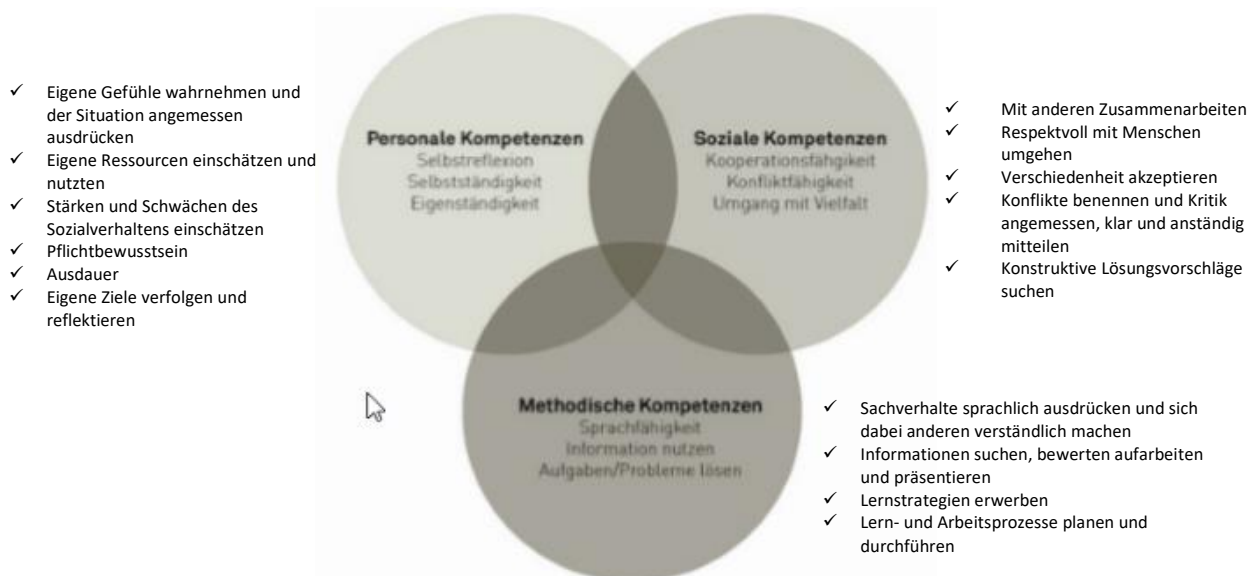 ✓ Eigene Gefühle wahrnehmen und
der Situation angemessen
ausdrücken
✓ Eigene Ressourcen einschätzen und
nutzten
✓ Stärken und Schwächen des
Sozialverhaltens einschätzen
✓ Pflichtbewusstsein
✓ Ausdauer
✓ Eigene Ziele verfolgen und
reflektieren
Personale Kompetenzen
Selbstreflexion
Selbstständigkeit
Eigenständigkeit
Soziale Kompetenzen
Kooperationsfähgikeit
Konfliktfähigkeit
Umgang mit Vielfalt
✓ Mit anderen Zusammenarbeiten
✓ Respektvoll mit Menschen
umgehen
✓ Verschiedenheit akzeptieren
✓ Konflikte benennen und Kritik
angemessen, klar und anständig
mitteilen
✓ Konstruktive Lösungsvorschläge
suchen
Methodische Kompetenzen
Sprachfähigkeit
Information nutzen
Aufgaben/Probleme lösen
✓ Sachverhalte sprachlich ausdrücken und sich
dabei anderen verständlich machen
✓ Informationen suchen, bewerten aufarbeiten
und präsentieren
✓ Lernstrategien erwerben
✓ Lern- und Arbeitsprozesse planen und
durchführen